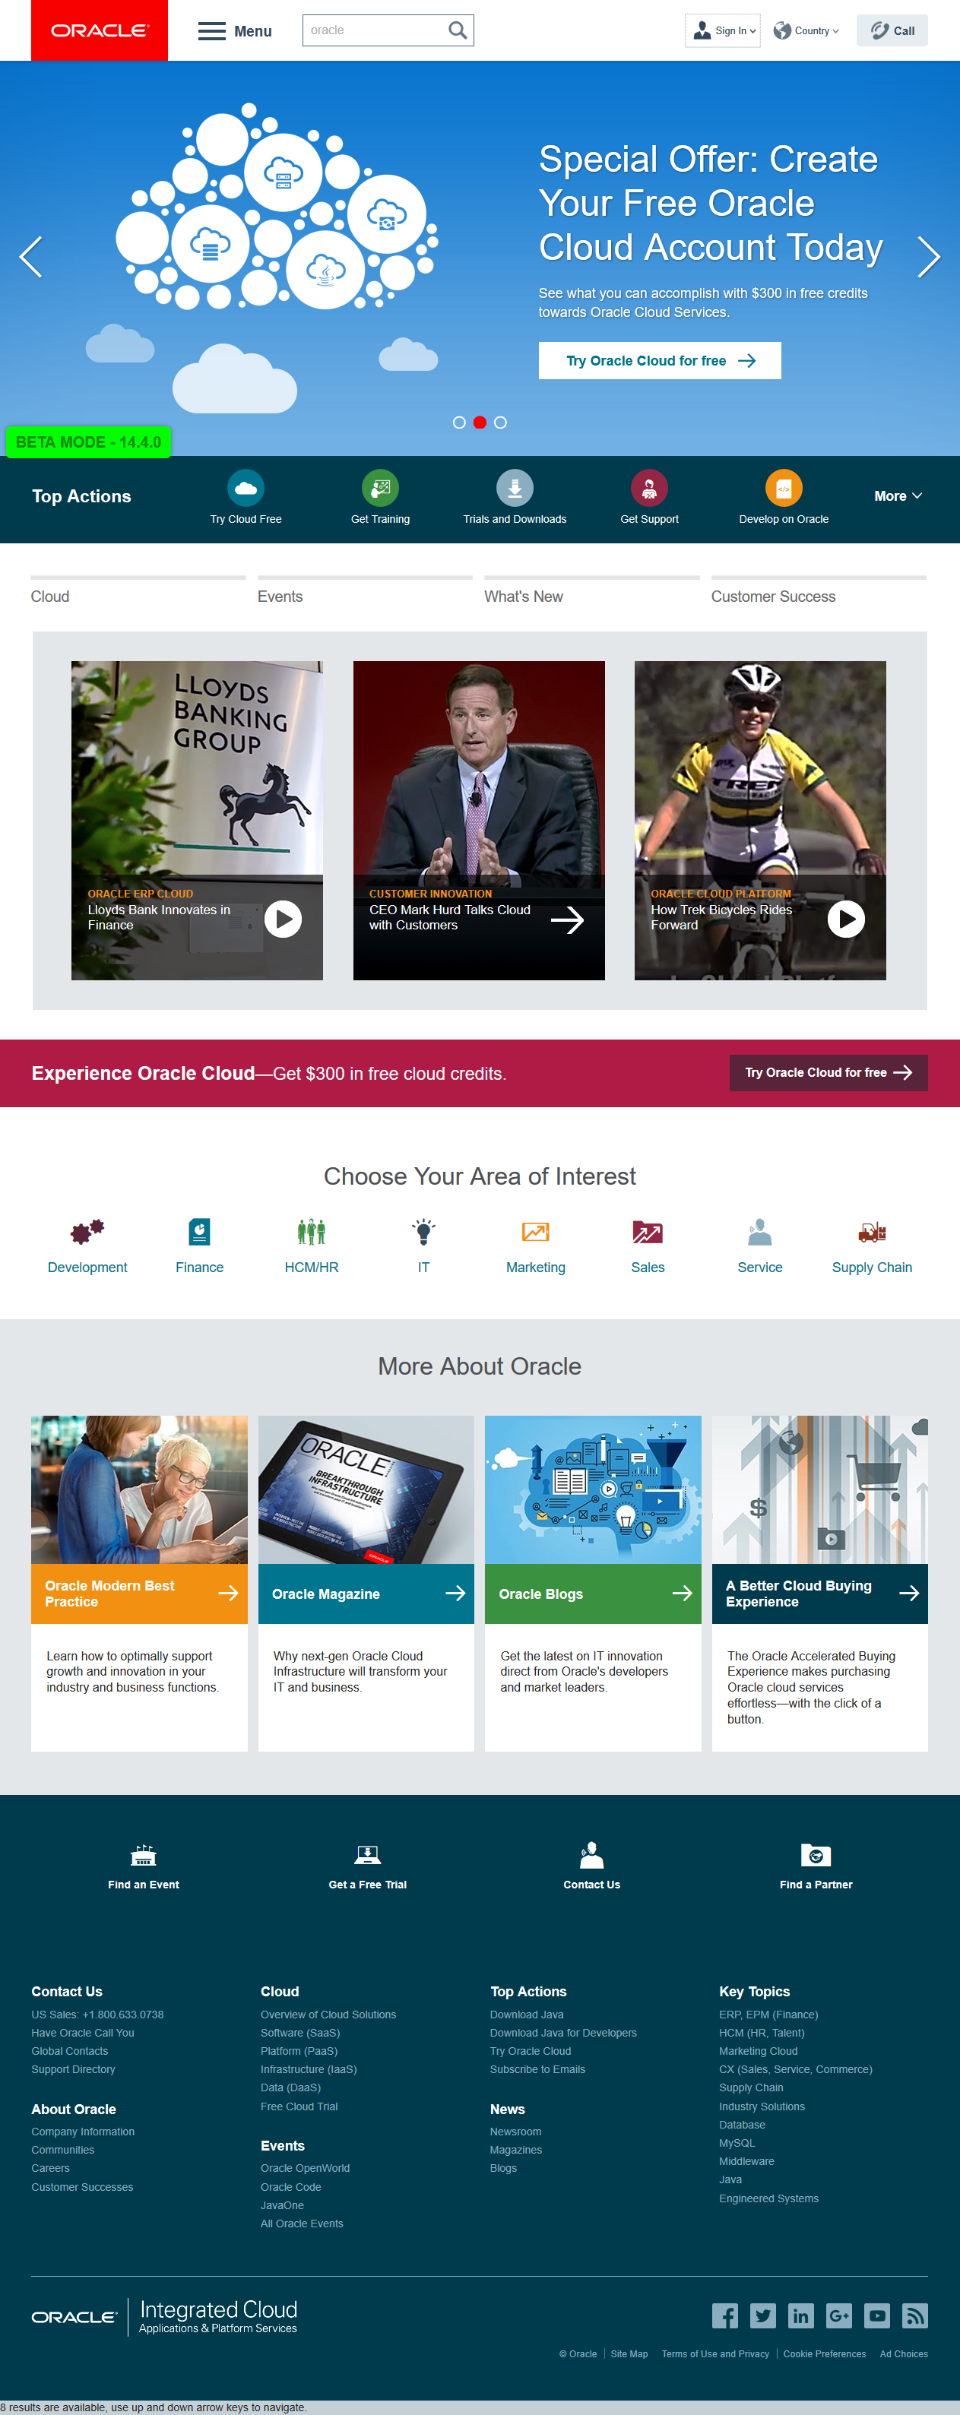 ORACLE
Menu
oracle
Sign In
Country
Call
Special Offer: Create
Your Free Oracle
Cloud Account Today
See what you can accomplish with $300 in free credits
towards Oracle Cloud Services.
Try Oracle Cloud for free
BETA MODE - 14.4.0
Top Actions
Try Cloud Free
Get Training
Trials and Downloads
Get Support
Develop on Oracle
More
Cloud
Events
What's New
Customer Success
LLOYDS
BANKING
GROUP
ORACLE ERP CLOUD
Lloyds Bank Innovates in
Finance
CUSTOMER INNOVATION
CEO Mark Hurd Talks Cloud
with Customers
TREK
ORACLE CLOUD PLATFORM
How Trek Bicycles Rides
Forward
Experience Oracle Cloud—Get $300 in free cloud credits.
Try Oracle Cloud for free
Choose Your Area of Interest
Development
Finance
HCM/HR
IT
Marketing
Sales
Service
Supply Chain
More About Oracle
ORACLE
BREAKTHROUGH
INFRASTRUCTURE
$
Oracle Modern Best
Practice
Oracle Magazine
Oracle Blogs
A Better Cloud Buying
Experience
Learn how to optimally support
growth and innovation in your
industry and business functions.
Why next-gen Oracle Cloud
Infrastructure will transform your
IT and business.
Get the latest on IT innovation
direct from Oracle's developers
and market leaders.
The Oracle Accelerated Buying
Experience makes purchasing
Oracle cloud services
effortless—with the click of a
button.
Find an Event
Get a Free Trial
Contact Us
Find a Partner
Contact Us
US Sales: +1.800.633.0738
Have Oracle Call You
Global Contacts
Support Directory
About Oracle
Company Information
Communities
Careers
Customer Successes
Cloud
Overview of Cloud Solutions
Software (SaaS)
Platform (PaaS)
Infrastructure (IaaS)
Data (DaaS)
Free Cloud Trial
Events
Oracle OpenWorld
Oracle Code
JavaOne
All Oracle Events
Top Actions
Download Java
Download Java for Developers
Try Oracle Cloud
Subscribe to Emails
News
Newsroom
Magazines
Blogs
Key Topics
ERP, EPM (Finance)
HCM (HR, Talent)
Marketing Cloud
CX (Sales, Service, Commerce)
Supply Chain
Industry Solutions
Database
MySQL
Middleware
Java
Engineered Systems
ORACLE
Integrated Cloud
Applications & Platform Services
© Oracle
Site Map
Terms of Use and Privacy
Cookie Preferences
Ad Choices
8 results are available, use up and down arrow keys to navigate.